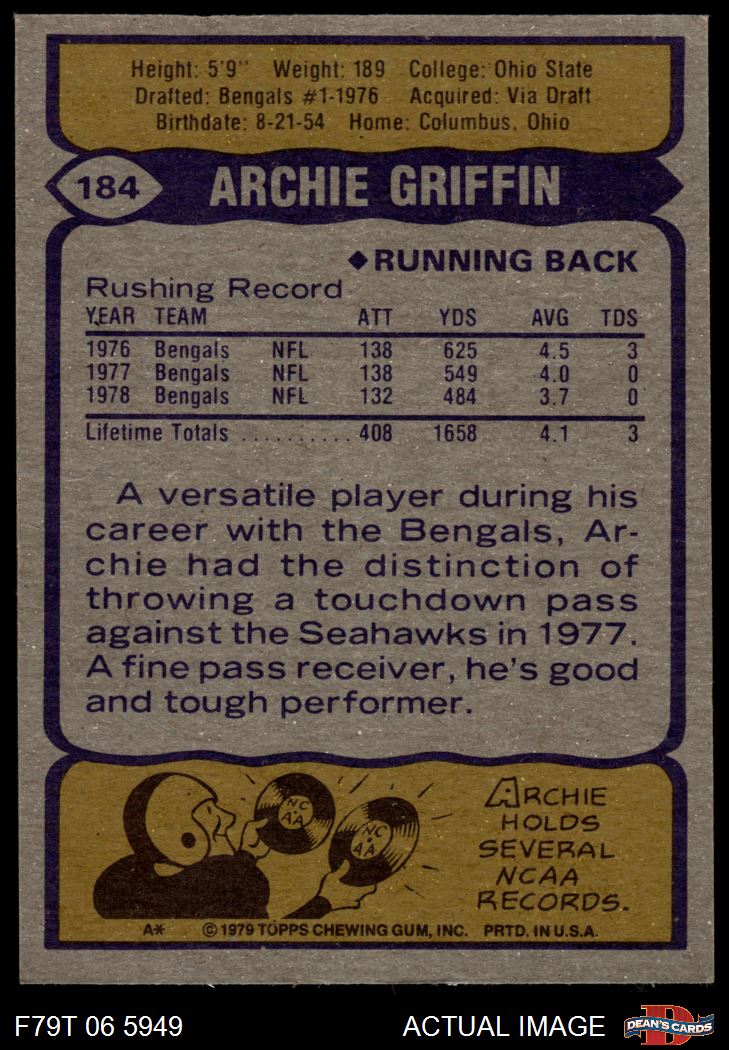 Height: 5'9" Weight: 189 College: Ohio State
Drafted: Bengals #1-1976 Acquired: Via Draft
Birthdate: 8-21-54 Home: Columbus, Ohio
184 ARCHIE GRIFFIN
◆RUNNING BACK
Rushing Record
YEAR TEAM ATT YDS AVG TDS
1976 Bengals NFL 138 625 4.5 3
1977 Bengals NFL 138 549 4.0 0
1978 Bengals NFL 132 484 3.7 0
Lifetime Totals .......... 408 1658 4.1 3
A versatile player during his
career with the Bengals, Ar-
chie had the distinction of
throwing a touchdown pass
against the Seahawks in 1977.
A fine pass receiver, he's good
and tough performer.
NC
AA
NC
AA
ARCHIE
HOLDS
SEVERAL
NCAA
RECORDS.
A* © 1979 TOPPS CHEWING GUM, INC. PRTD. IN U.S.A.
F79T 06 5949 ACTUAL IMAGE
D
DEAN'S CARDS